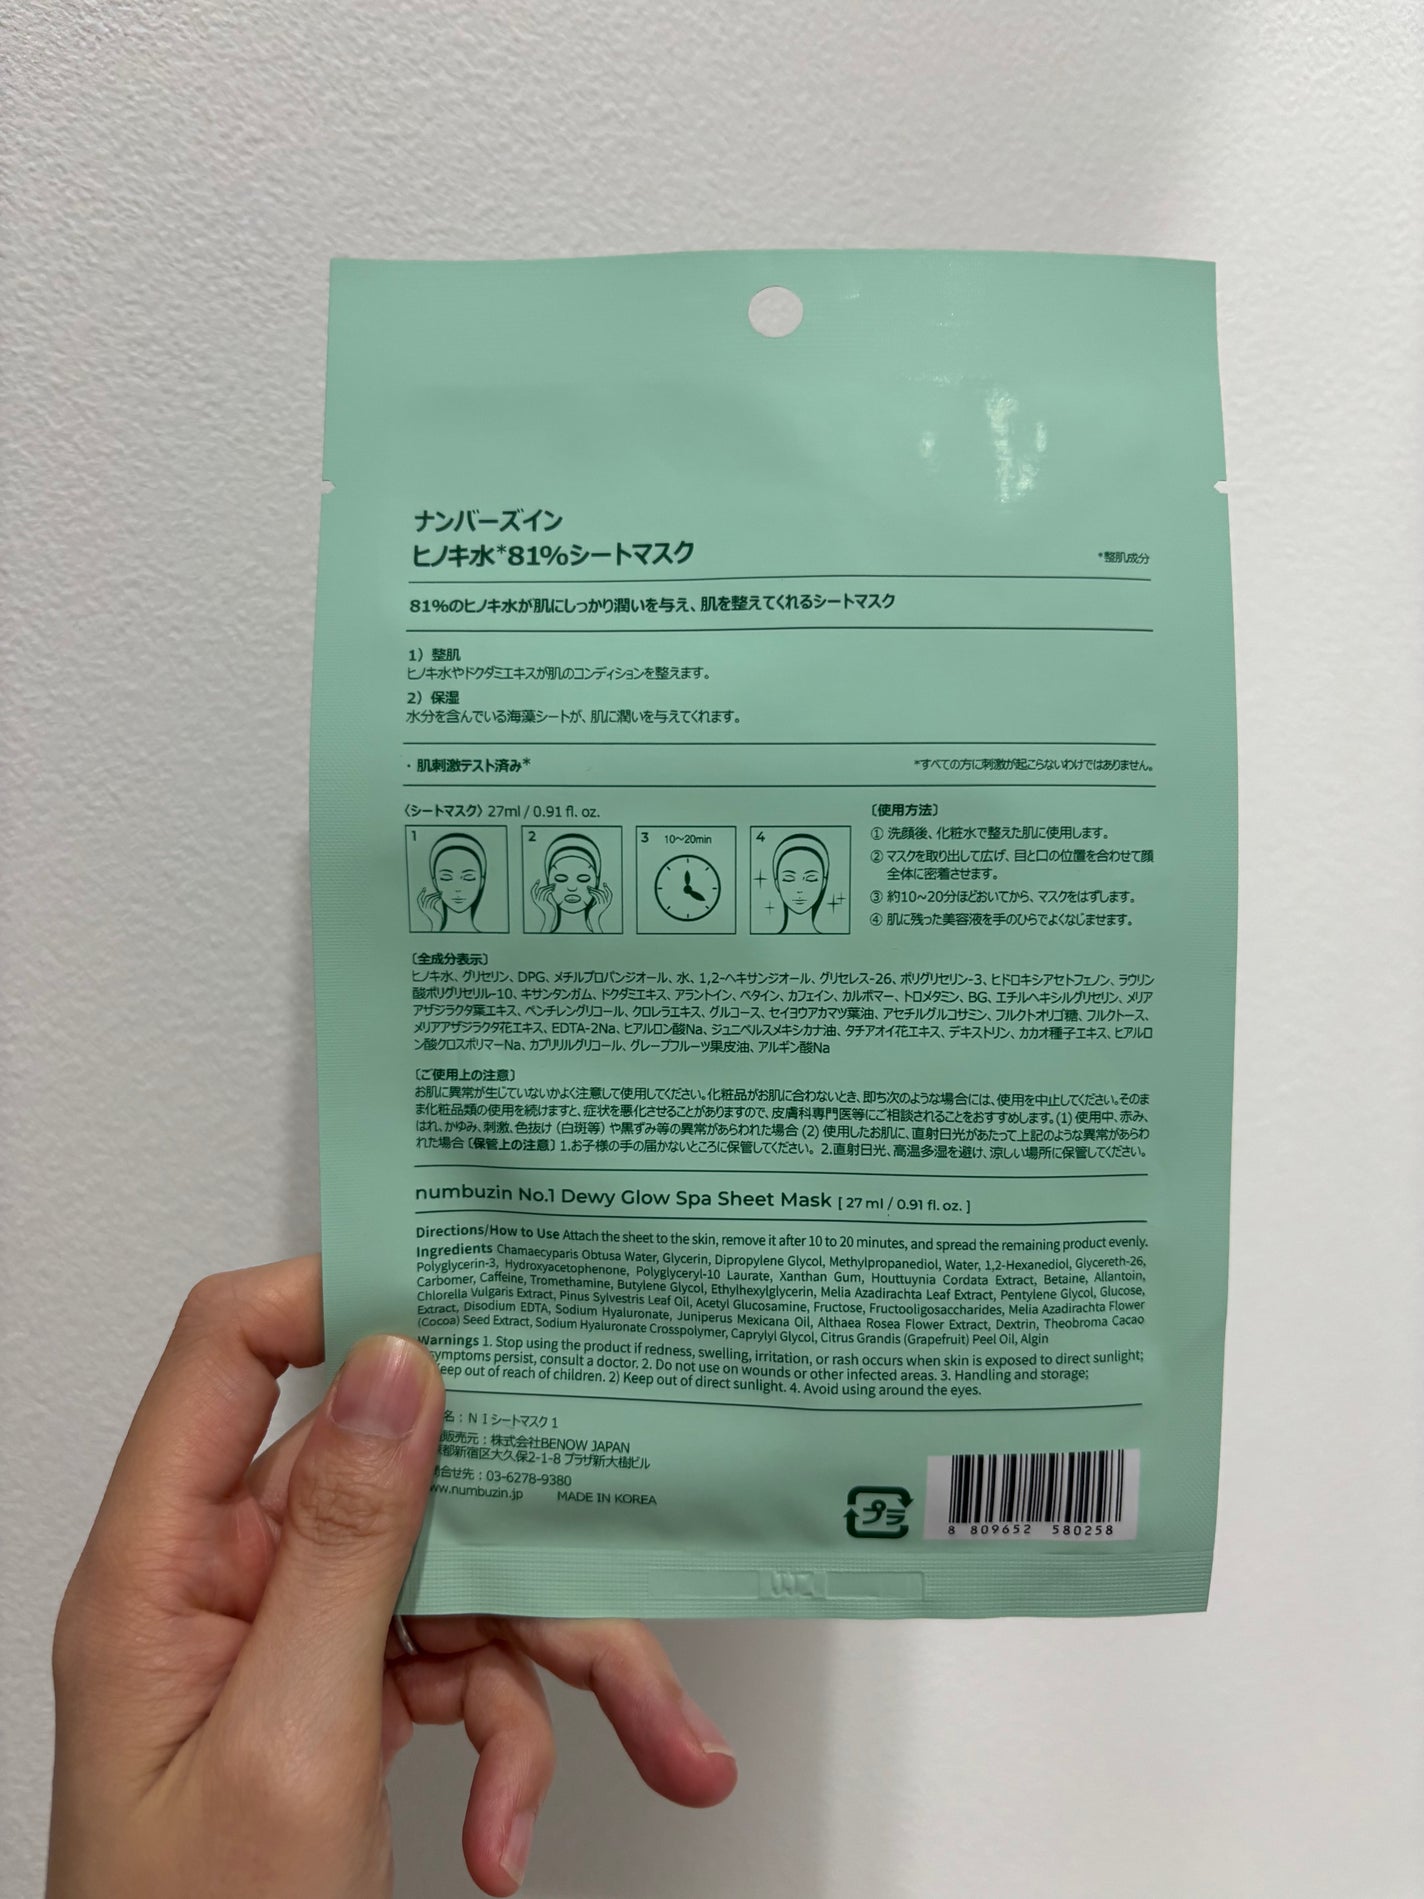 ナンバーズイン
ヒノキ水*81%シートマスク
*整肌成分
81%のヒノキ水が肌にしっかり潤いを与え、肌を整えてくれるシートマスク
1）整肌
ヒノキ水やドクダミエキスが肌のコンディションを整えます。
2）保湿
水分を含んでいる海藻シートが、肌に潤いを与えてくれます。
・肌刺激テスト済み*
*すべての方に刺激が起こらないわけではありません。
〈シートマスク〉27ml / 0.91 fl. oz.
1
2
3 10～20min
4
〔使用方法〕
① 洗顔後、化粧水で整えた肌に使用します。
② マスクを取り出して広げ、目と口の位置を合わせて顔
全体に密着させます。
③ 約10～20分ほどおいてから、マスクをはずします。
④ 肌に残った美容液を手のひらでよくなじませます。
〔全成分表示〕
ヒノキ水、グリセリン、DPG、メチルプロパンジオール、水、1,2-ヘキサンジオール、グリセレス-26、ポリグリセリン-3、ヒドロキシアセトフェノン、ラウリン
酸ポリグリセリル-10、キサンタンガム、ドクダミエキス、アラントイン、ベタイン、カフェイン、カルボマー、トロメタミン、BG、エチルヘキシルグリセリン、メリア
アザジラクタ葉エキス、ペンチレングリコール、クロレラエキス、グルコース、セイヨウアカマツ葉油、アセチルグルコサミン、フルクトオリゴ糖、フルクトース、
メリアアザジラクタ花エキス、EDTA-2Na、ヒアルロン酸Na、ジュニペルスメキシカナ油、タチアオイ花エキス、デキストリン、カカオ種子エキス、ヒアルロ
ン酸クロスポリマーNa、カプリリルグリコール、グレープフルーツ果皮油、アルギン酸Na
〔ご使用上の注意〕
お肌に異常が生じていないかよく注意して使用してください。化粧品がお肌に合わないとき、即ち次のような場合には、使用を中止してください。そのま
ま化粧品類の使用を続けますと、症状を悪化させることがありますので、皮膚科専門医等にご相談されることをおすすめします。(1) 使用中、赤み、
はれ、かゆみ、刺激、色抜け（白斑等）や黒ずみ等の異常があらわれた場合 (2) 使用したお肌に、直射日光があたって上記のような異常があらわ
れた場合〔保管上の注意〕1.お子様の手の届かないところに保管してください。 2.直射日光、高温多湿を避け、涼しい場所に保管してください。
numbuzin No.1 Dewy Glow Spa Sheet Mask [ 27 ml / 0.91 fl. oz. ]
Directions/How to Use Attach the sheet to the skin, remove it after 10 to 20 minutes, and spread the remaining product evenly.
Ingredients Chamaecyparis Obtusa Water, Glycerin, Dipropylene Glycol, Methylpropanediol, Water, 1,2-Hexanediol, Glycereth-26,
Polyglycerin-3, Hydroxyacetophenone, Polyglyceryl-10 Laurate, Xanthan Gum, Houttuynia Cordata Extract, Betaine, Allantoin,
Carbomer, Caffeine, Tromethamine, Butylene Glycol, Ethylhexylglycerin, Melia Azadirachta Leaf Extract, Pentylene Glycol, Glucose,
Chlorella Vulgaris Extract, Pinus Sylvestris Leaf Oil, Acetyl Glucosamine, Fructose, Fructooligosaccharides, Melia Azadirachta Flower
Extract, Disodium EDTA, Sodium Hyaluronate, Juniperus Mexicana Oil, Althaea Rosea Flower Extract, Dextrin, Theobroma Cacao
(Cocoa) Seed Extract, Sodium Hyaluronate Crosspolymer, Caprylyl Glycol, Citrus Grandis (Grapefruit) Peel Oil, Algin
Warnings 1. Stop using the product if redness, swelling, irritation, or rash occurs when skin is exposed to direct sunlight;
symptoms persist, consult a doctor. 2. Do not use on wounds or other infected areas. 3. Handling and storage;
eep out of reach of children. 2) Keep out of direct sunlight. 4. Avoid using around the eyes.
名：N I シートマスク 1
販売元：株式会社BENOW JAPAN
都新宿区大久保2-1-8 プラザ新大樹ビル
合せ先：03-6278-9380
www.numbuzin.jp MADE IN KOREA
プラ
8 809652 580258